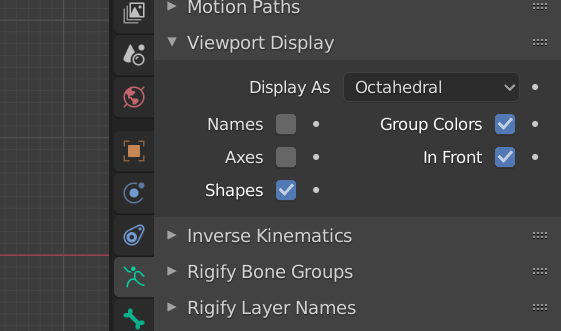 Motion Paths
Viewport Display
Display As Octahedral
Names Group Colors
Axes In Front
Shapes
Inverse Kinematics
Rigify Bone Groups
Rigify Layer Names